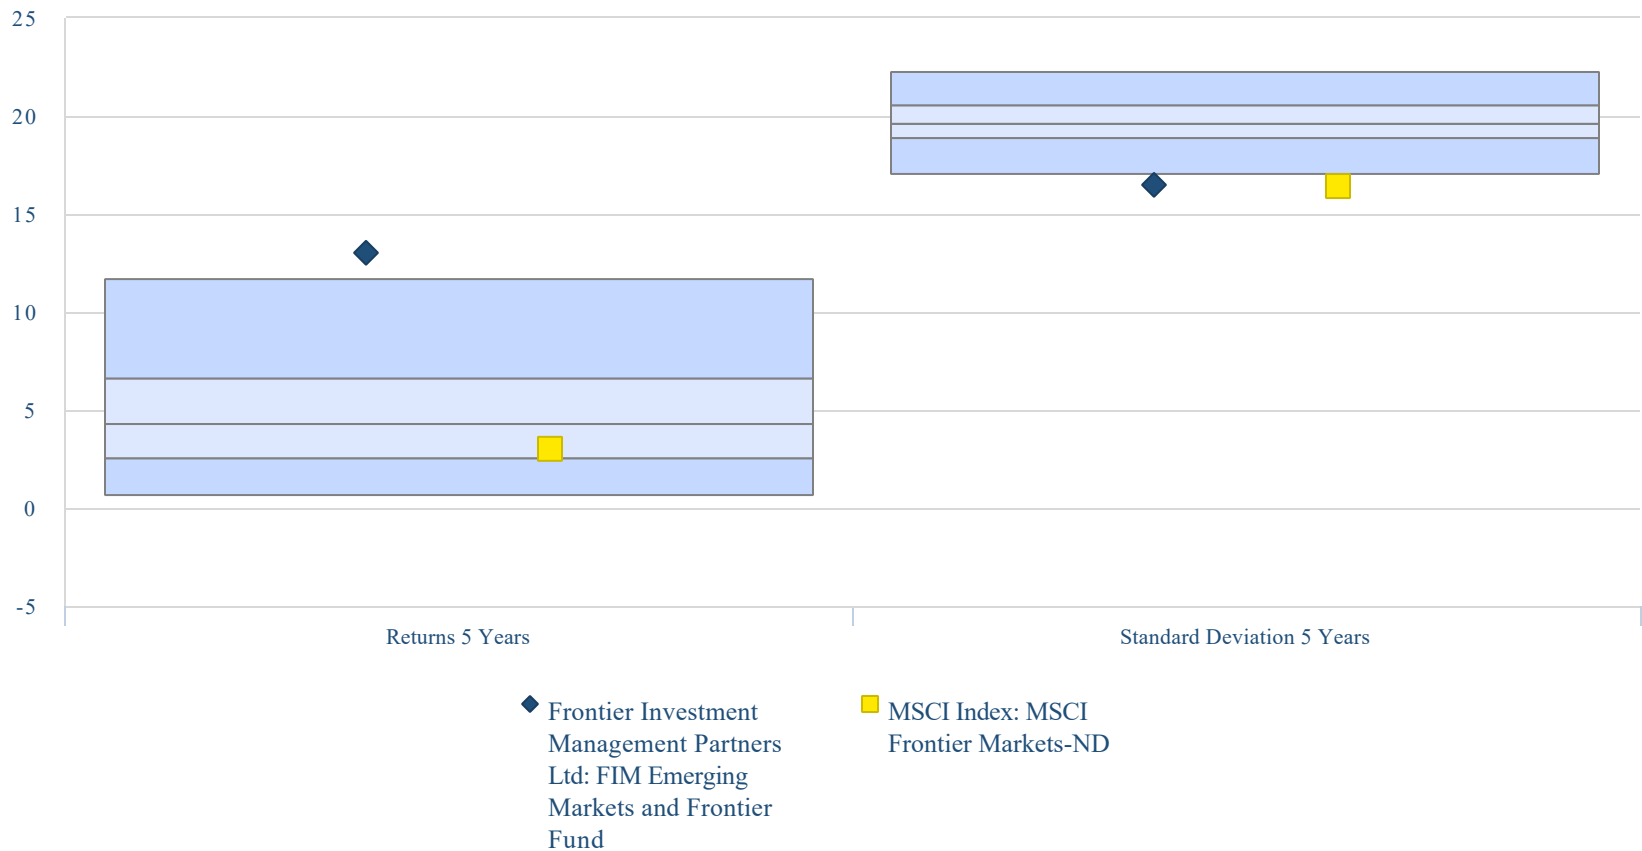 25
20
15
10
5
0
-5
Returns 5 Years
Standard Deviation 5 Years
Frontier Investment
Management Partners
Ltd: FIM Emerging
Markets and Frontier
Fund
MSCI Index: MSCI
Frontier Markets-ND